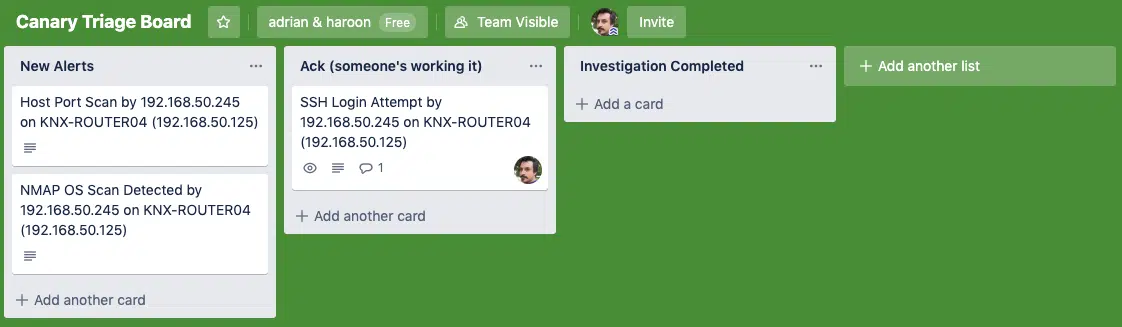 Canary Triage Board
adrian & haroon Free
Team Visible
Invite
New Alerts
Host Port Scan by 192.168.50.245
on KNX-ROUTER04 (192.168.50.125)
NMAP OS Scan Detected by
192.168.50.245 on KNX-ROUTER04
(192.168.50.125)
+ Add another card
Ack (someone's working it)
SSH Login Attempt by
192.168.50.245 on KNX-ROUTER04
(192.168.50.125)
1
+ Add another card
Investigation Completed
+ Add a card
+ Add another list